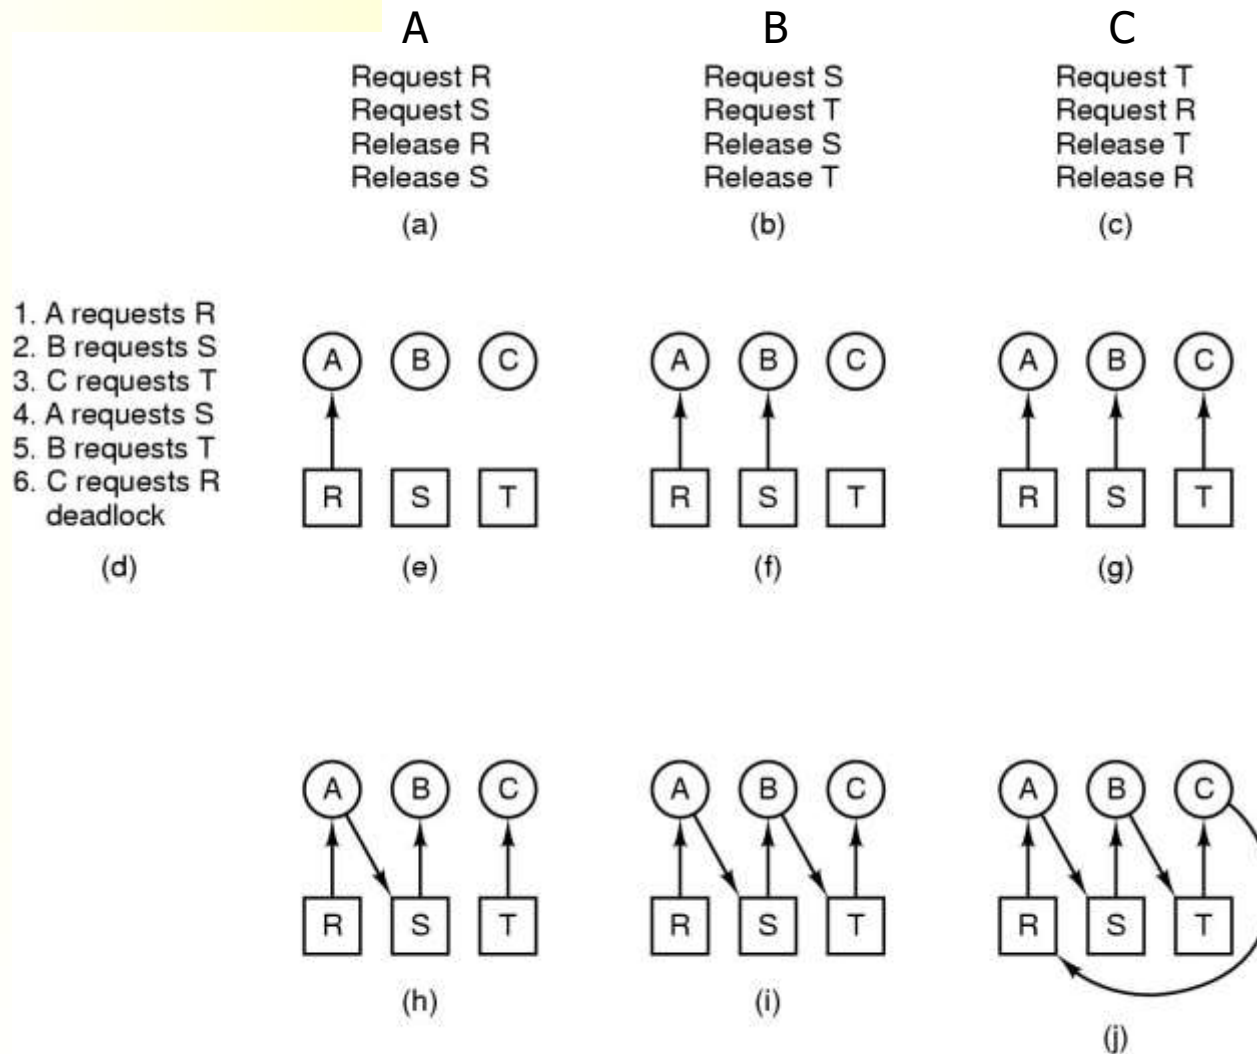 A
Request R
Request S
Release R
Release S
(a)
B
Request S
Request T
Release S
Release T
(b)
C
Request T
Request R
Release T
Release R
(c)
1. A requests R
2. B requests S
3. C requests T
4. A requests S
5. B requests T
6. C requests R
deadlock
(d)
A B C
R S T
(e)
A B C
R S T
(f)
A B C
R S T
(g)
A B C
R S T
(h)
A B C
R S T
(i)
A B C
R S T
(j)